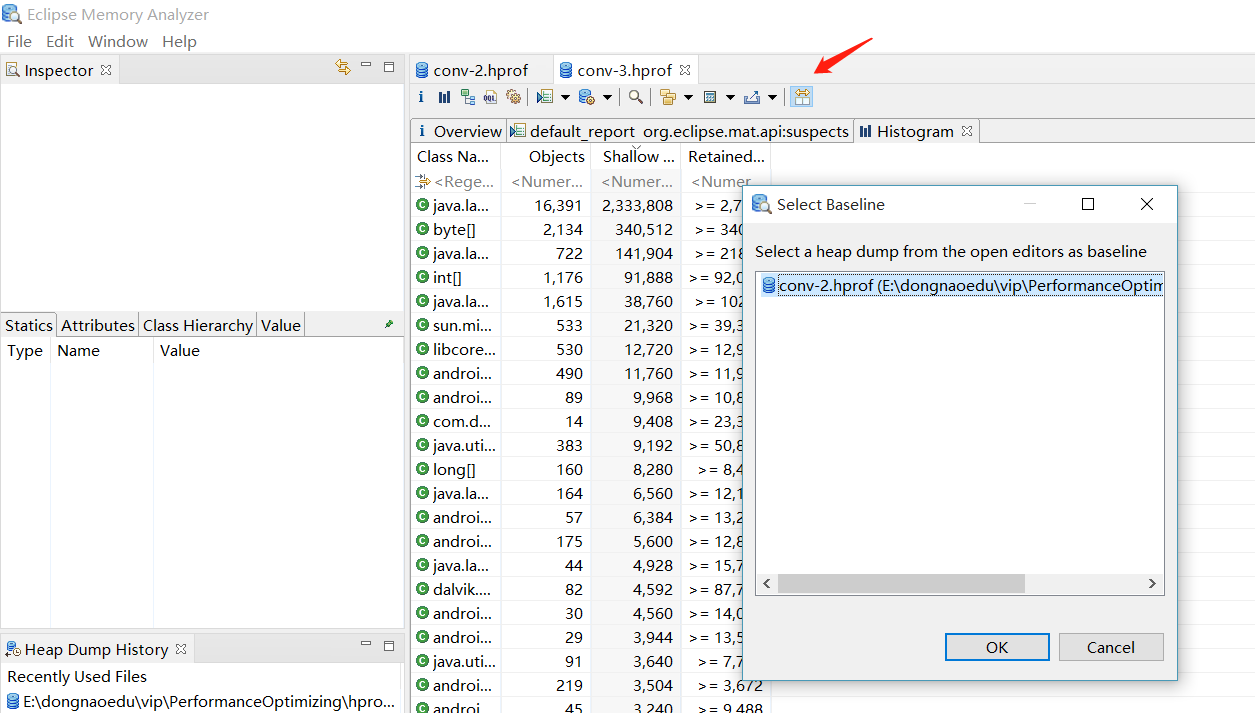 Eclipse Memory Analyzer
File Edit Window Help
Inspector
conv-2.hprof conv-3.hprof
i OQL
i Overview default_report org.eclipse.mat.api:suspects Histogram
Class Na... Objects Shallow ... Retained...
<Rege... <Numer... <Numer... <Numer
java.la... 16,391 2,333,808 >= 2,7
byte[] 2,134 340,512 >= 340
java.la... 722 141,904 >= 218
int[] 1,176 91,888 >= 92,0
java.la... 1,615 38,760 >= 102
sun.mi... 533 21,320 >= 39,3
libcore... 530 12,720 >= 12,9
androi... 490 11,760 >= 11,9
androi... 89 9,968 >= 10,8
com.d... 14 9,408 >= 23,3
java.uti... 383 9,192 >= 50,8
long[] 160 8,280 >= 8,4
java.la... 164 6,560 >= 12,1
androi... 57 6,384 >= 13,2
androi... 175 5,600 >= 12,8
java.la... 44 4,928 >= 15,7
dalvik.... 82 4,592 >= 87,7
androi... 30 4,560 >= 14,0
androi... 29 3,944 >= 13,5
java.uti... 91 3,640 >= 7,7
androi... 219 3,504 >= 3,672
androi... 45 3,240 >= 9,488
Select Baseline
Select a heap dump from the open editors as baseline
conv-2.hprof (E:\dongnaoedu\vip\PerformanceOptim
OK Cancel
Statics Attributes Class Hierarchy Value
Type Name Value
Heap Dump History
Recently Used Files
E:\dongnaoedu\vip\PerformanceOptimizing\hpro...